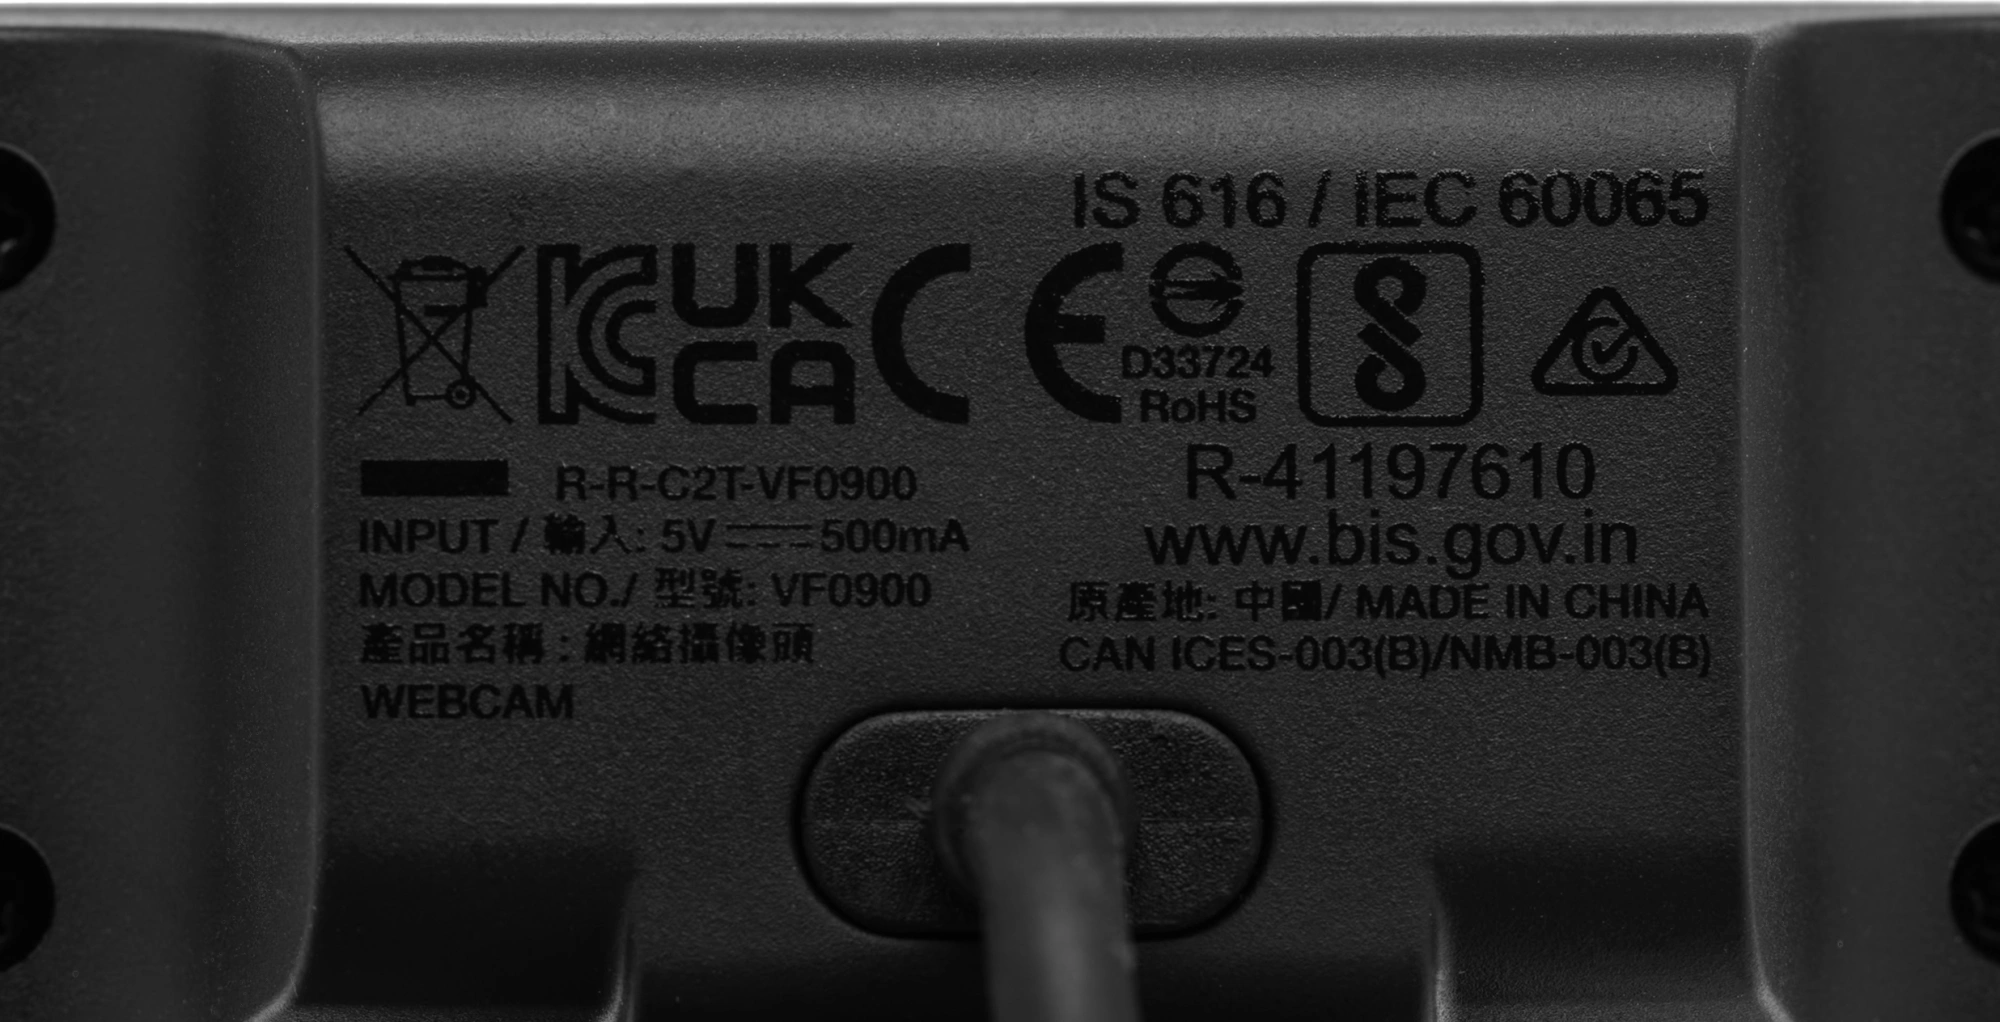 IS 616 / IEC 60065
UK
CA
CE
D33724
RoHS
R-R-C2T-VF0900
R-41197610
INPUT / 輸入: 5V 500mA
www.bis.gov.in
MODEL NO./ 型號: VF0900
原產地: 中國/ MADE IN CHINA
產品名稱 : 網絡攝像頭
CAN ICES-003(B)/NMB-003(B)
WEBCAM